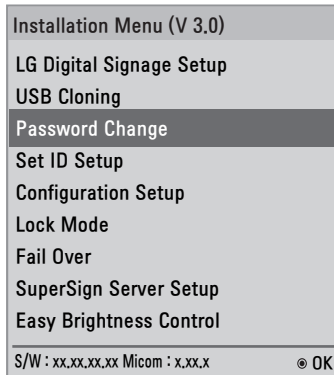 Installation Menu (V 3.0)
LG Digital Signage Setup
USB Cloning
Password Change
Set ID Setup
Configuration Setup
Lock Mode
Fail Over
SuperSign Server Setup
Easy Brightness Control
S/W : xx.xx.xx.xx Micom : x.xx.x ◉ OK